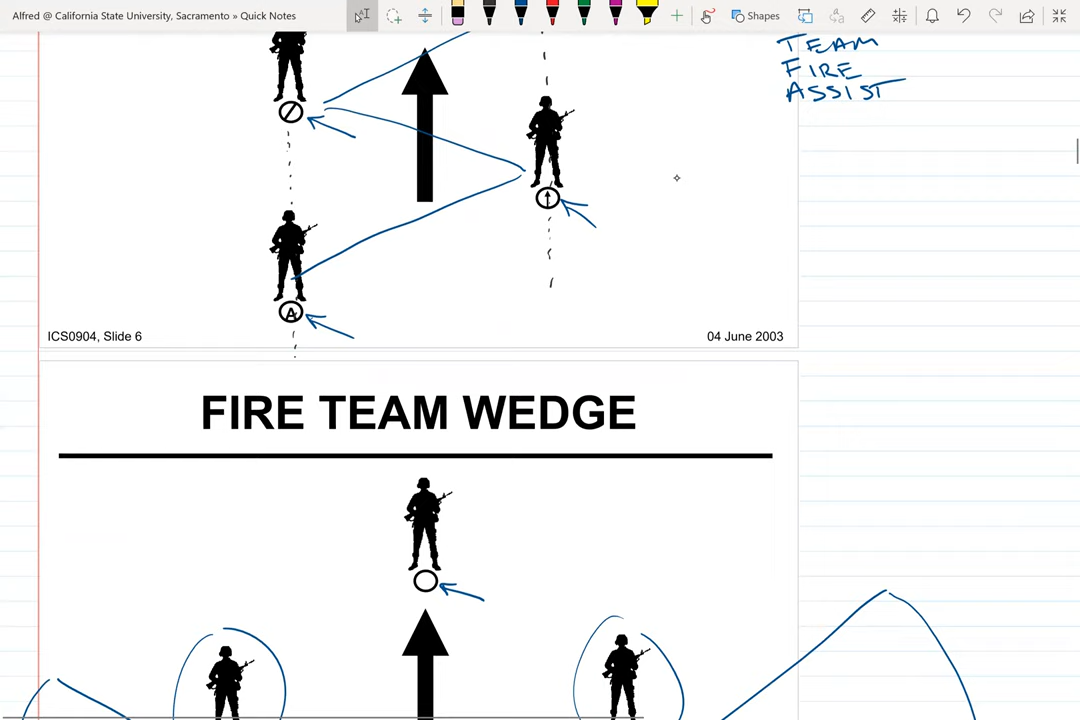 Alfred @ California State University, Sacramento » Quick Notes
Shapes
TEAM
FIRE
ASSIST
A
ICS0904, Slide 6
04 June 2003
FIRE TEAM WEDGE